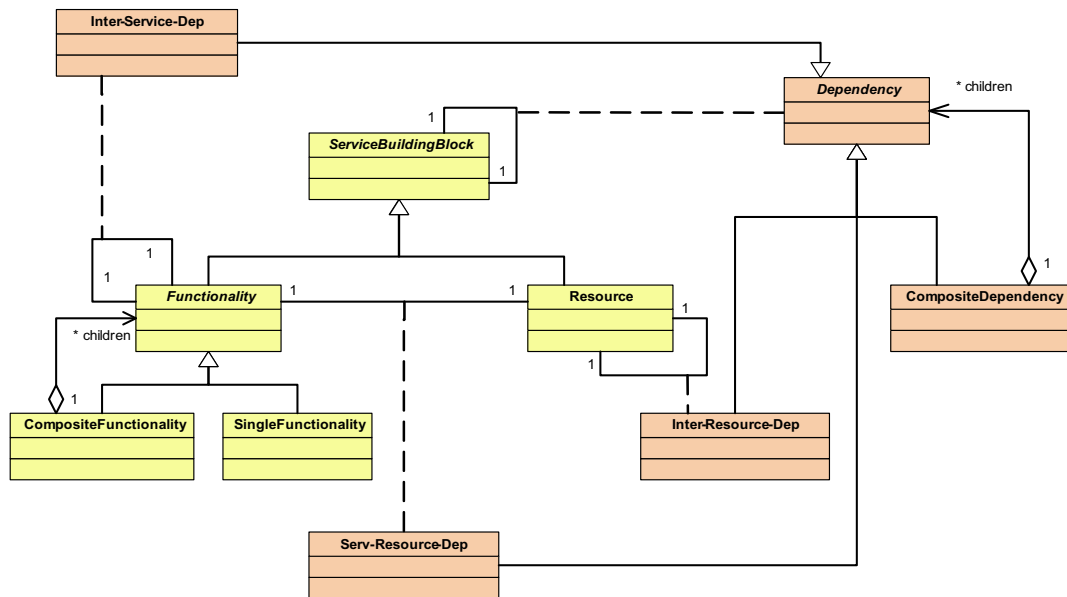 Inter-Service-Dep
Dependency
* children
1
ServiceBuildingBlock
1
1
1
Functionality
1
1
Resource
1
1
1
CompositeDependency
* children
1
CompositeFunctionality
SingleFunctionality
Inter-Resource-Dep
Serv-Resource-Dep